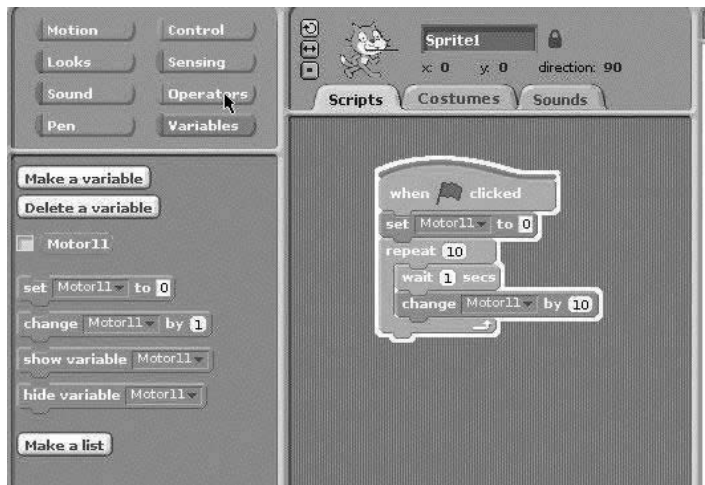 Motion Control
Looks Sensing
Sound Operators
Pen Variables
Make a variable
Delete a variable
Motor11
set Motor11 to 0
change Motor11 by 1
show variable Motor11
hide variable Motor11
Make a list
Sprite1
x: 0 y: 0 direction: 90
Scripts Costumes Sounds
when clicked
set Motor11 to 0
repeat 10
wait 1 secs
change Motor11 by 10